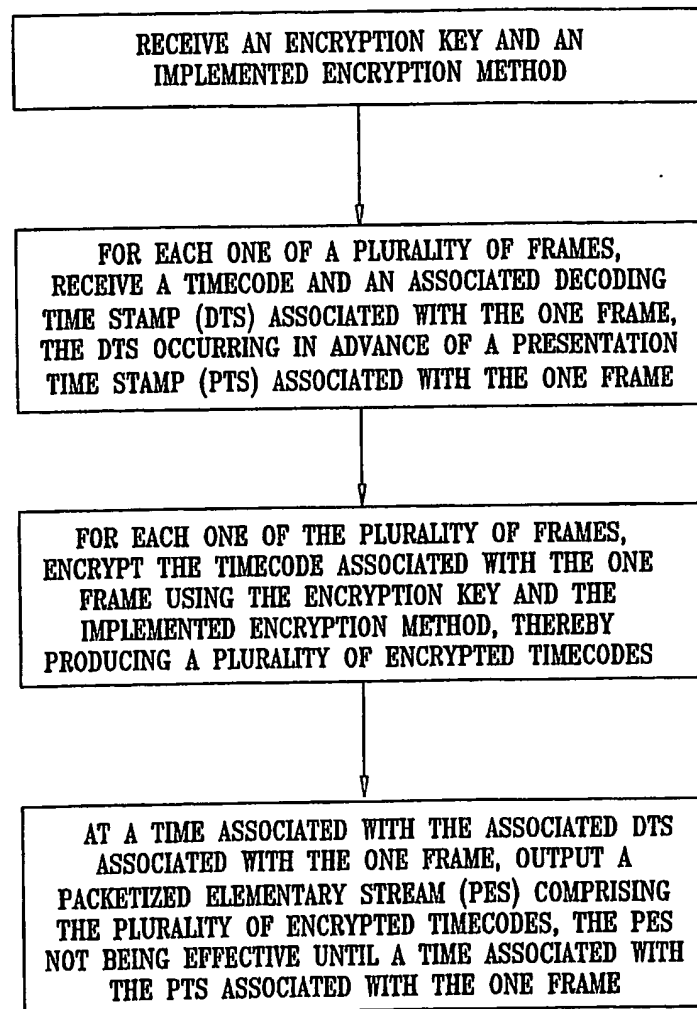 RECEIVE AN ENCRYPTION KEY AND AN
IMPLEMENTED ENCRYPTION METHOD
FOR EACH ONE OF A PLURALITY OF FRAMES,
RECEIVE A TIMECODE AND AN ASSOCIATED DECODING
TIME STAMP (DTS) ASSOCIATED WITH THE ONE FRAME,
THE DTS OCCURRING IN ADVANCE OF A PRESENTATION
TIME STAMP (PTS) ASSOCIATED WITH THE ONE FRAME
FOR EACH ONE OF THE PLURALITY OF FRAMES,
ENCRYPT THE TIMECODE ASSOCIATED WITH THE ONE
FRAME USING THE ENCRYPTION KEY AND THE
IMPLEMENTED ENCRYPTION METHOD, THEREBY
PRODUCING A PLURALITY OF ENCRYPTED TIMECODES
AT A TIME ASSOCIATED WITH THE ASSOCIATED DTS
ASSOCIATED WITH THE ONE FRAME, OUTPUT A
PACKETIZED ELEMENTARY STREAM (PES) COMPRISING
THE PLURALITY OF ENCRYPTED TIMECODES, THE PES
NOT BEING EFFECTIVE UNTIL A TIME ASSOCIATED WITH
THE PTS ASSOCIATED WITH THE ONE FRAME